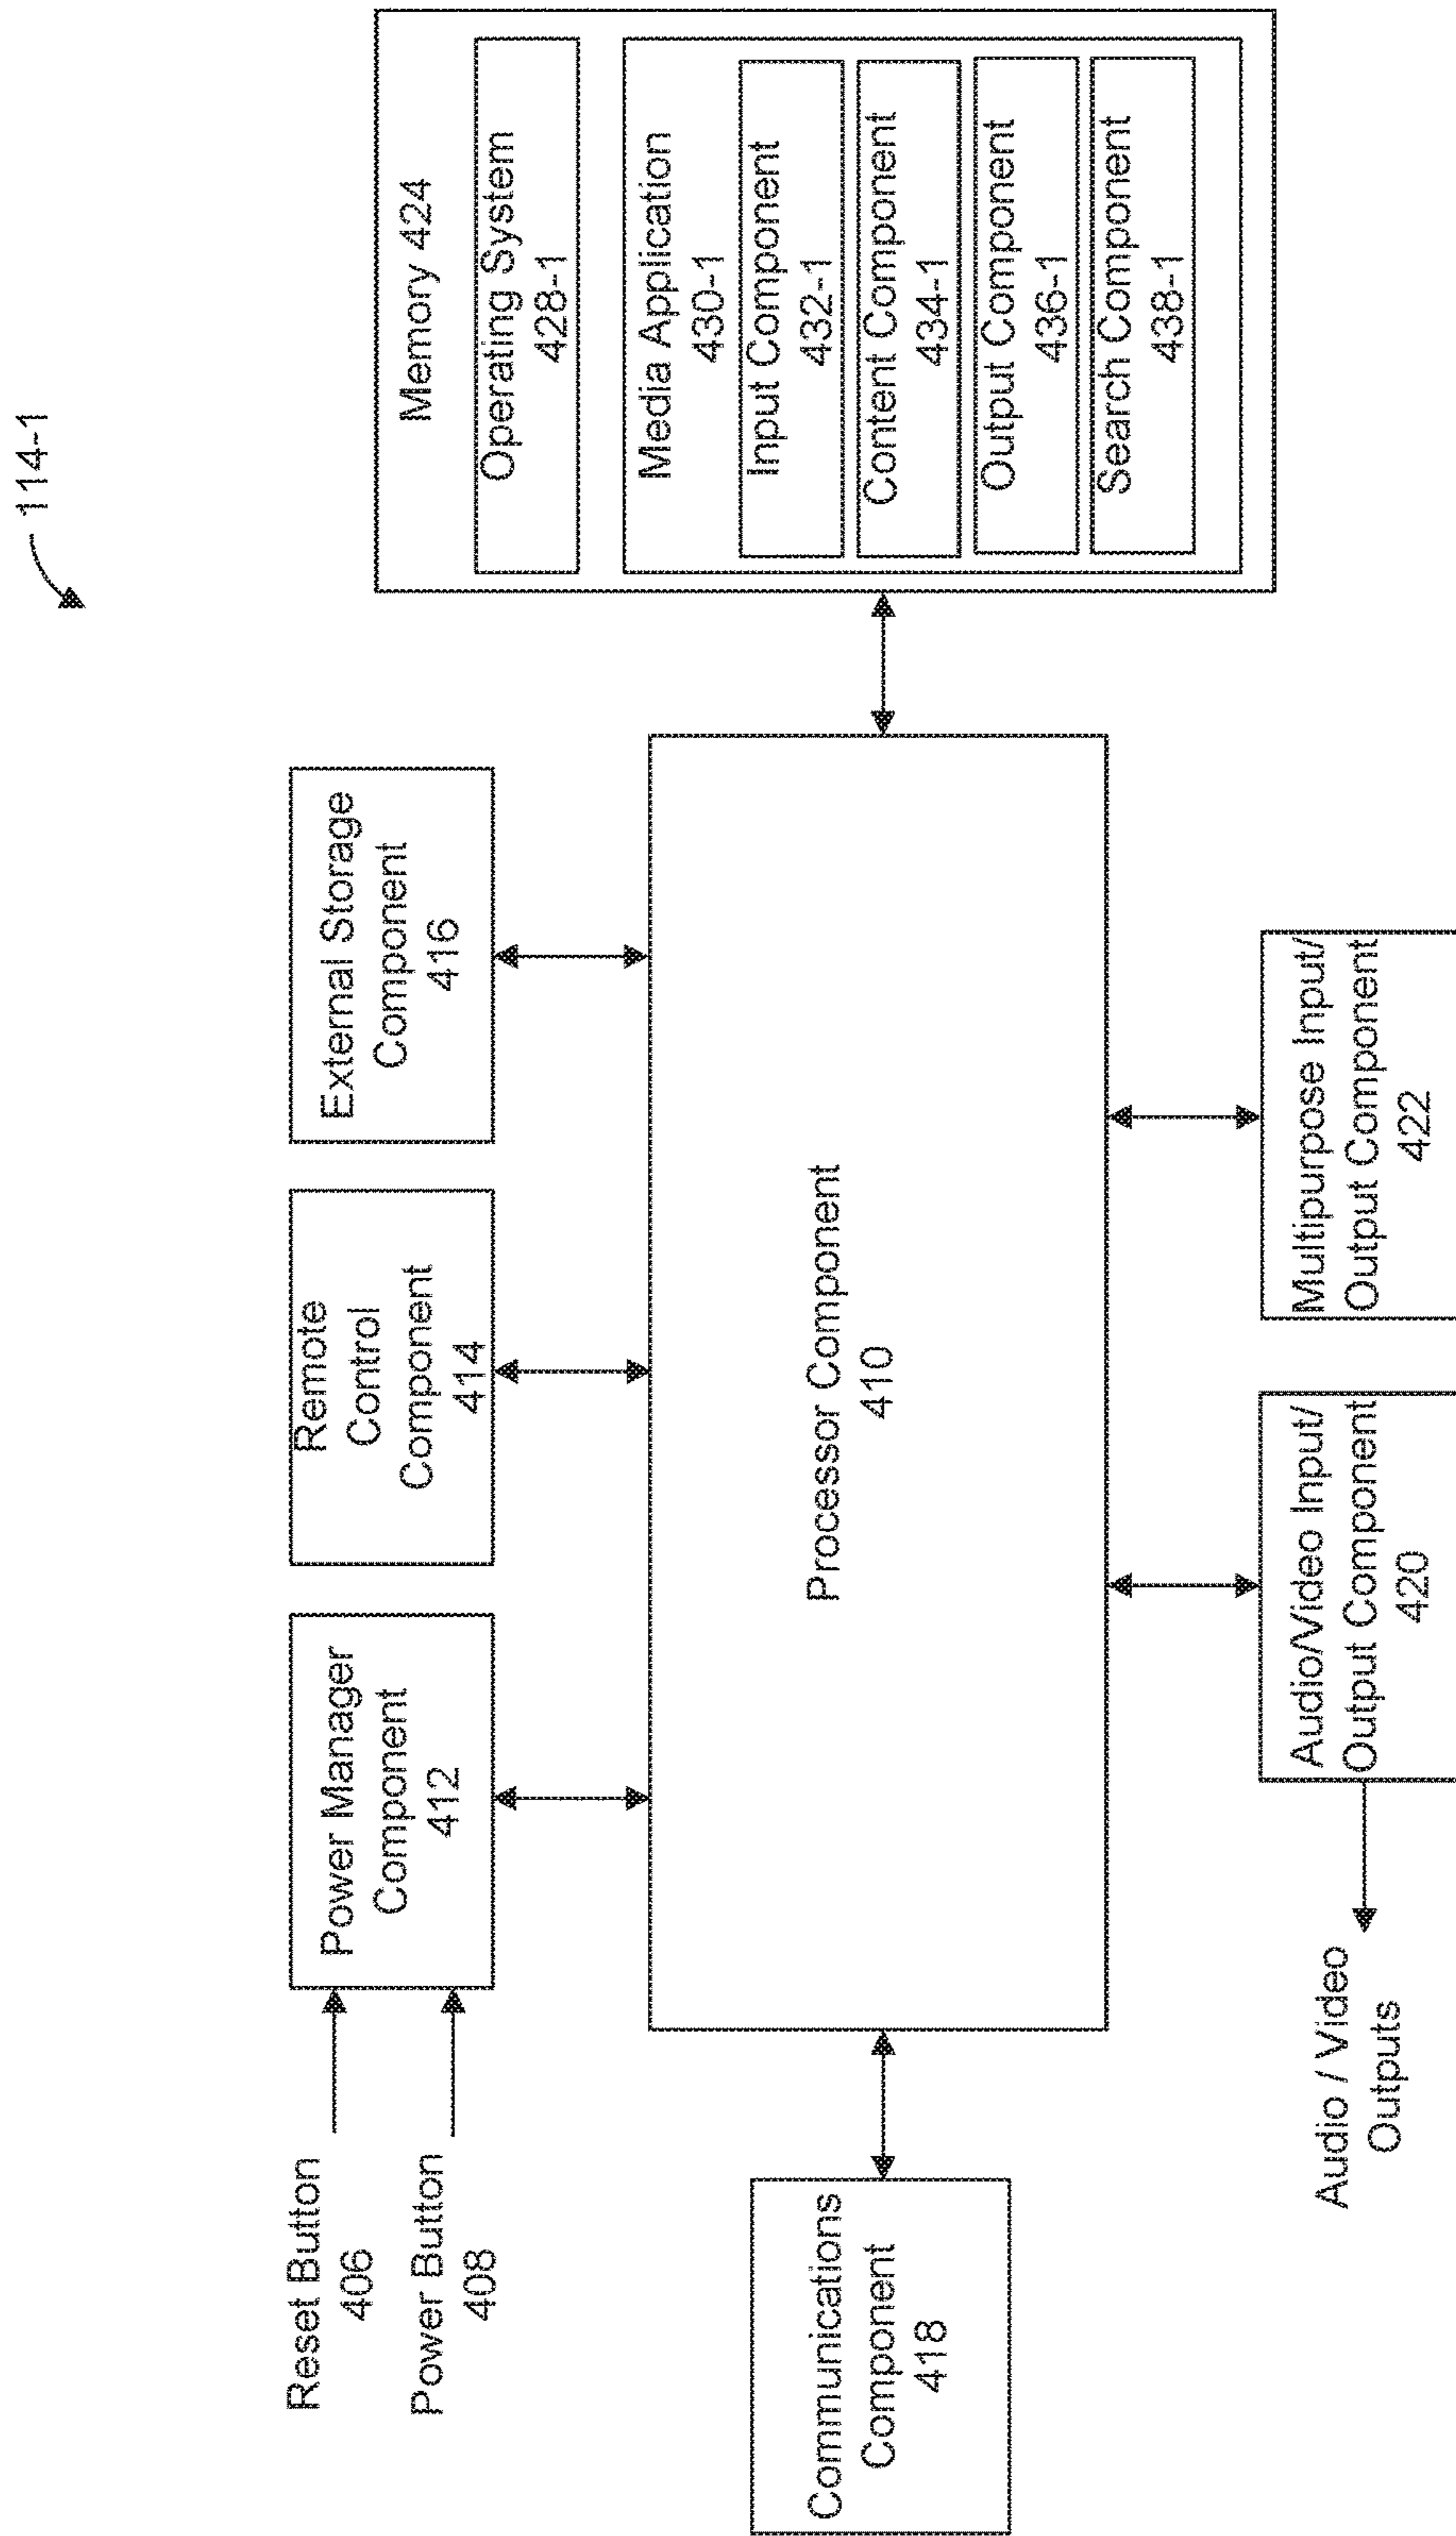 114-1
Reset Button
406
Power Button
408
Power Manager
Component
412
Remote
Control
Component
414
External Storage
Component
416
Memory 424
Operating System
428-1
Media Application
430-1
Input Component
432-1
Content Component
434-1
Output Component
436-1
Search Component
438-1
Communications
Component
418
Processor Component
410
Audio / Video
Outputs
Audio/Video Input/
Output Component
420
Multipurpose Input/
Output Component
422